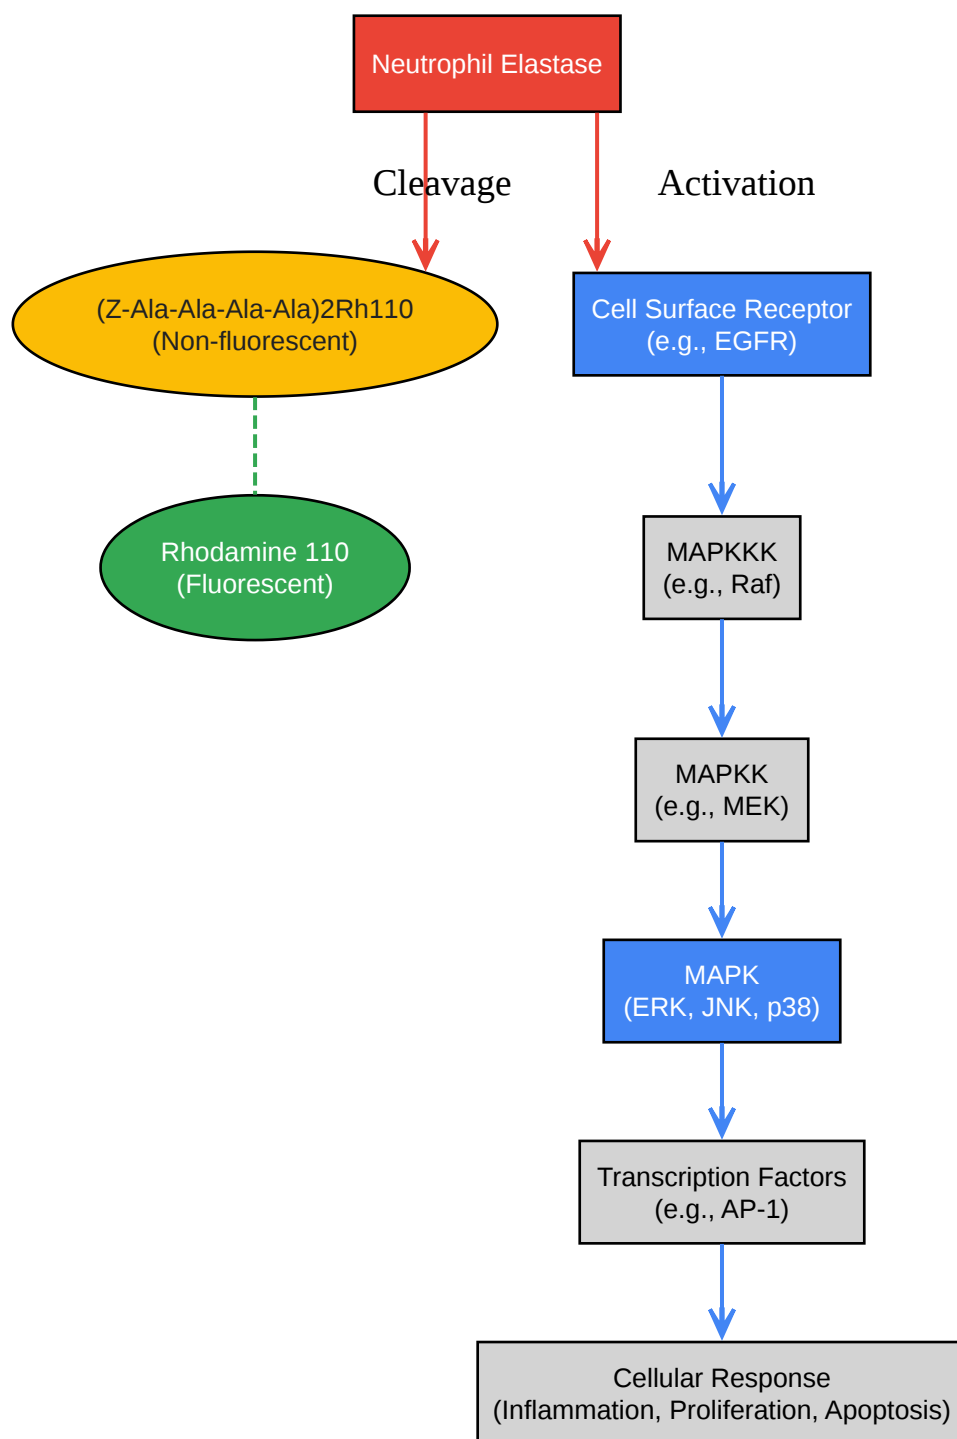 Neutrophil Elastase
Cleavage
Activation
(Z-Ala-Ala-Ala-Ala)2Rh110
(Non-fluorescent)
Cell Surface Receptor
(e.g., EGFR)
Rhodamine 110
(Fluorescent)
MAPKKK
(e.g., Raf)
MAPKK
(e.g., MEK)
MAPK
(ERK, JNK, p38)
Transcription Factors
(e.g., AP-1)
Cellular Response
(Inflammation, Proliferation, Apoptosis)